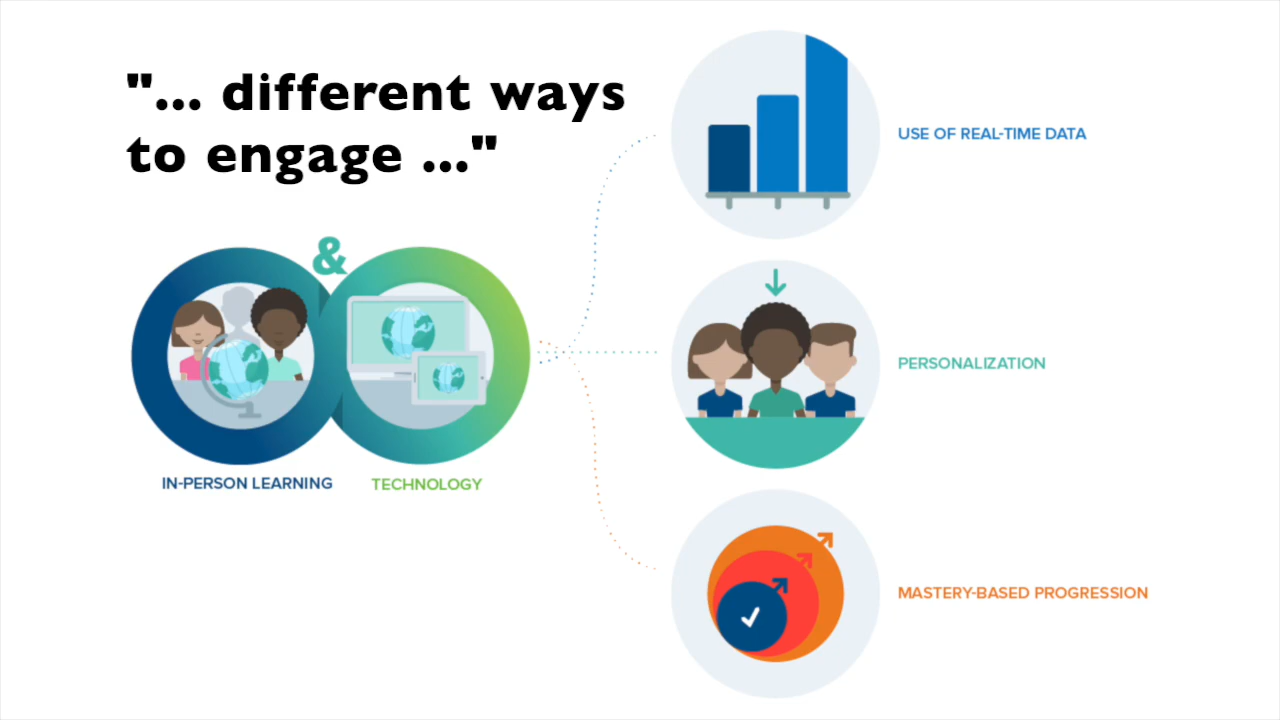 "... different ways
to engage ..."
&
IN-PERSON LEARNING
TECHNOLOGY
USE OF REAL-TIME DATA
PERSONALIZATION
MASTERY-BASED PROGRESSION